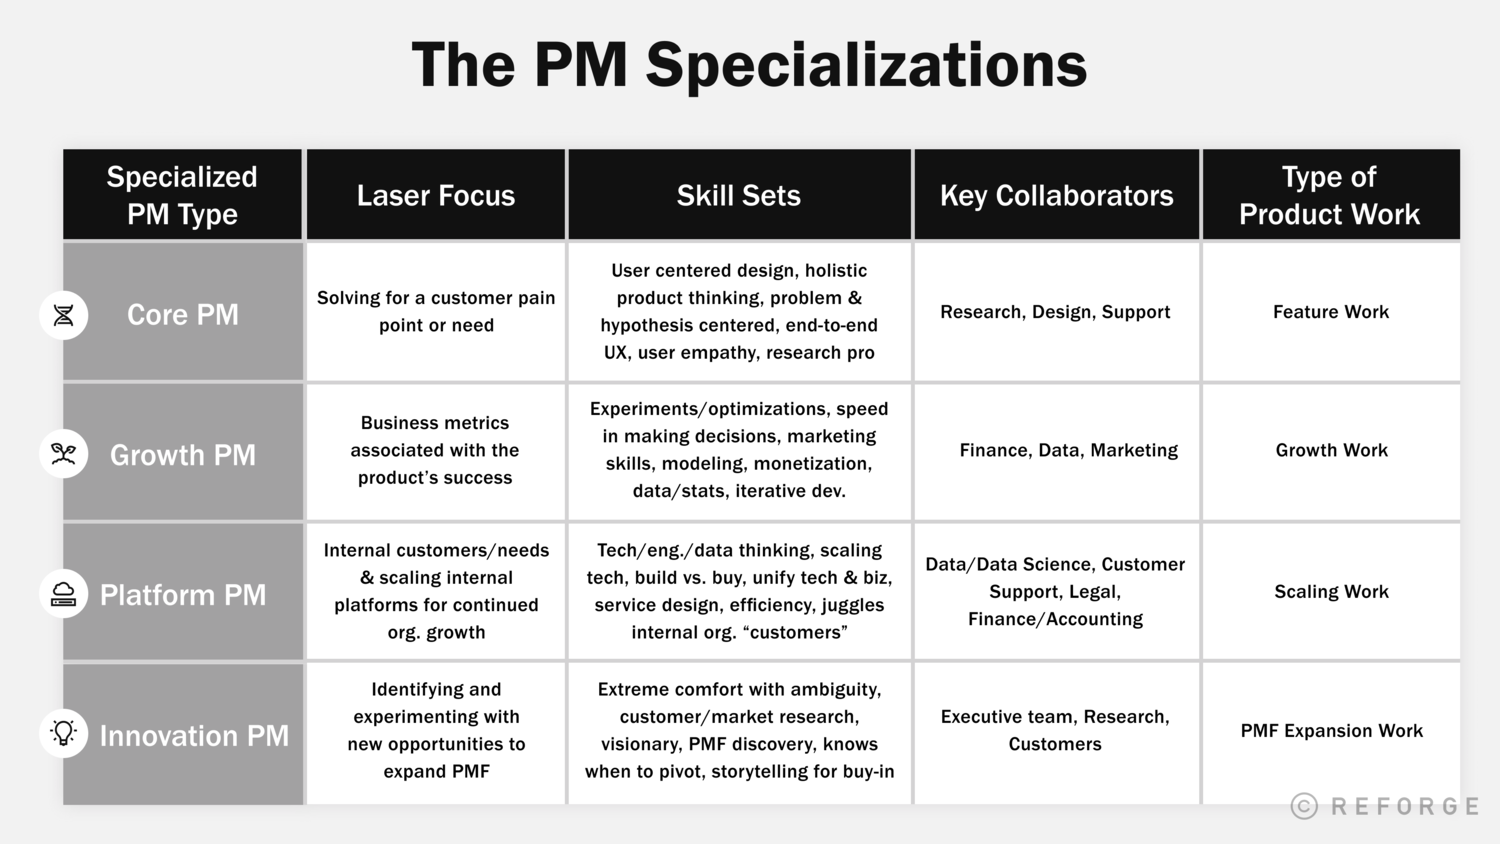 The PM Specializations
Specialized
PM Type
Laser Focus
Skill Sets
Key Collaborators
Type of
Product Work
Core PM
Solving for a customer pain
point or need
User centered design, holistic
product thinking, problem &
hypothesis centered, end-to-end
UX, user empathy, research pro
Research, Design, Support
Feature Work
Growth PM
Business metrics
associated with the
product’s success
Experiments/optimizations, speed
in making decisions, marketing
skills, modeling, monetization,
data/stats, iterative dev.
Finance, Data, Marketing
Growth Work
Platform PM
Internal customers/needs
& scaling internal
platforms for continued
org. growth
Tech/eng./data thinking, scaling
tech, build vs. buy, unify tech & biz,
service design, efficiency, juggles
internal org. “customers”
Data/Data Science, Customer
Support, Legal,
Finance/Accounting
Scaling Work
Innovation PM
Identifying and
experimenting with
new opportunities to
expand PMF
Extreme comfort with ambiguity,
customer/market research,
visionary, PMF discovery, knows
when to pivot, storytelling for buy-in
Executive team, Research,
Customers
PMF Expansion Work
© REFORGE